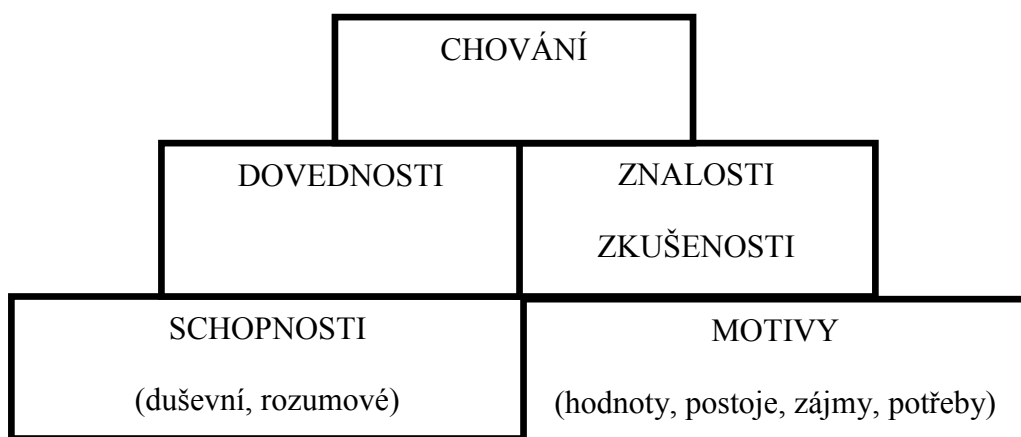 CHOVÁNÍ
DOVEDNOSTI
ZNALOSTI
ZKUŠENOSTI
SCHOPNOSTI
(duševní, rozumové)
MOTIVY
(hodnoty, postoje, zájmy, potřeby)